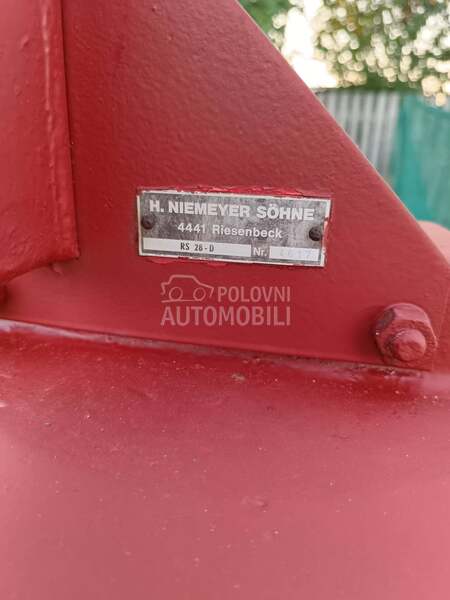 H. NIEMEYER SÖHNE
4441 Riesenbeck
RS 28-D Nr.
POLOVNI
AUTOMOBILI